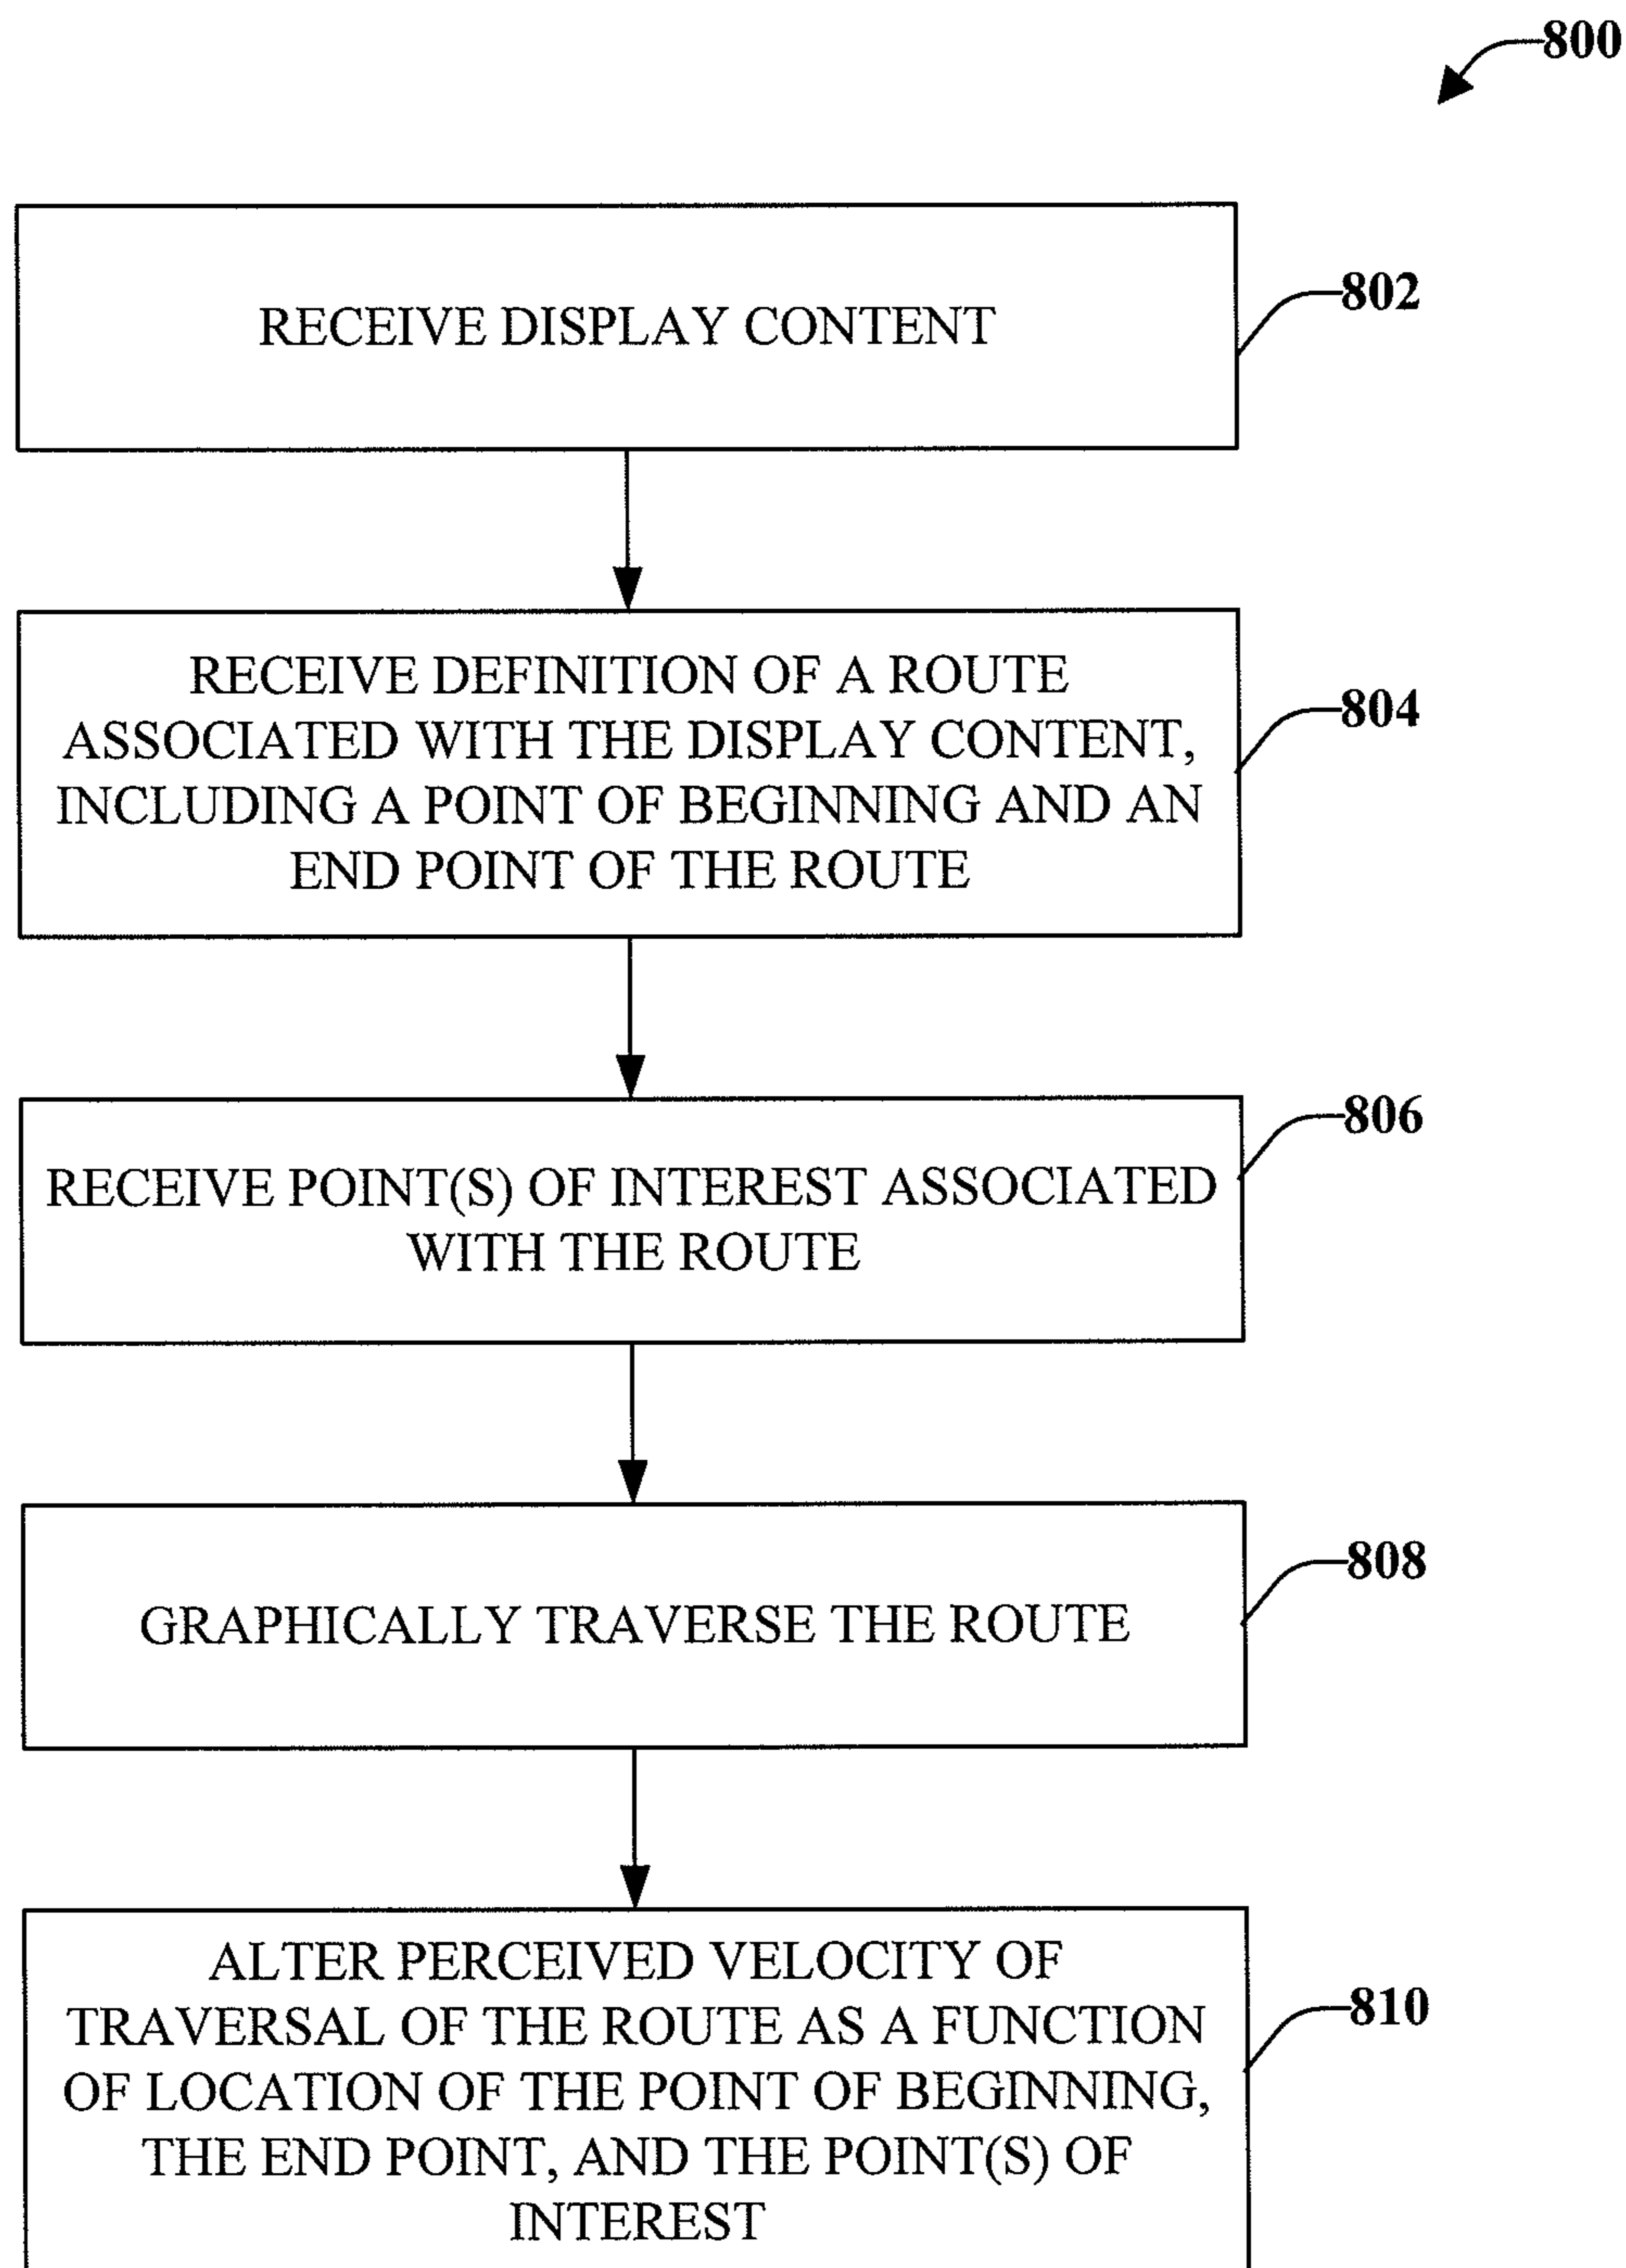 800
RECEIVE DISPLAY CONTENT
802
RECEIVE DEFINITION OF A ROUTE
ASSOCIATED WITH THE DISPLAY CONTENT,
INCLUDING A POINT OF BEGINNING AND AN
END POINT OF THE ROUTE
804
RECEIVE POINT(S) OF INTEREST ASSOCIATED
WITH THE ROUTE
806
GRAPHICALLY TRAVERSE THE ROUTE
808
ALTER PERCEIVED VELOCITY OF
TRAVERSAL OF THE ROUTE AS A FUNCTION
OF LOCATION OF THE POINT OF BEGINNING,
THE END POINT, AND THE POINT(S) OF
INTEREST
810